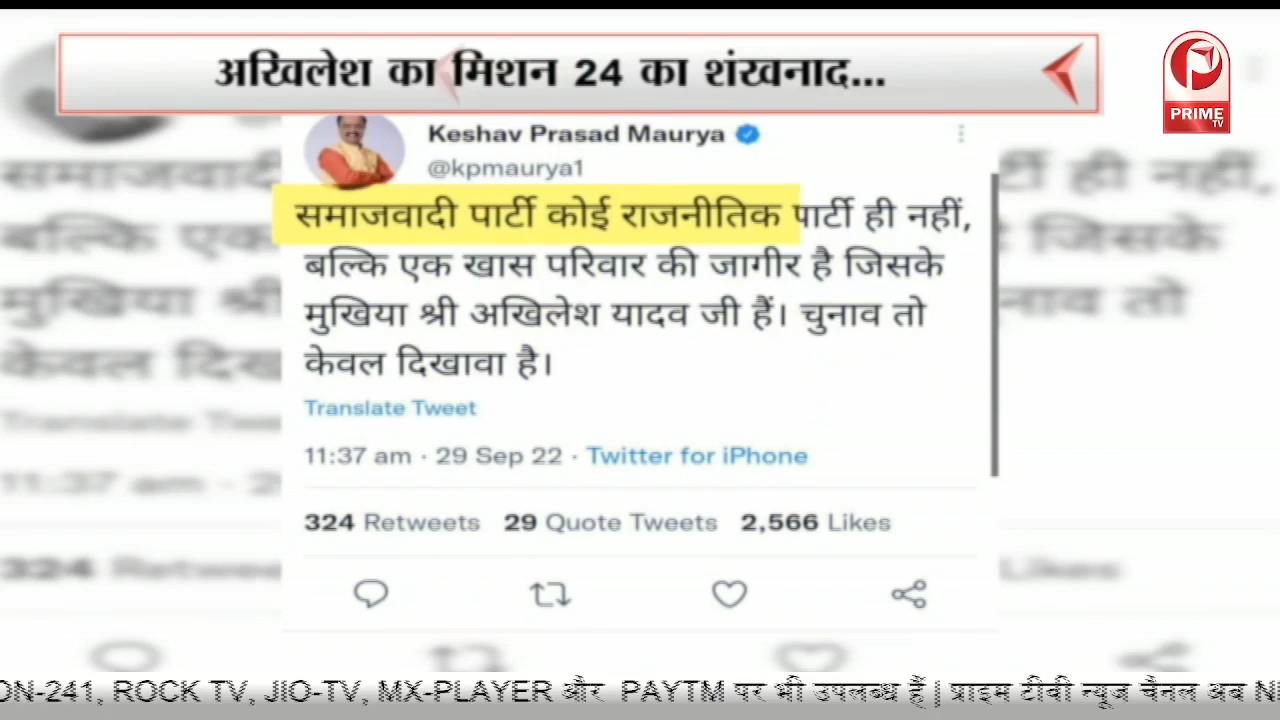 अखिलेश का मिशन 24 का शंखनाद...
PRIME
TV
Keshav Prasad Maurya
@kpmaurya1
समाजवादी पार्टी कोई राजनीतिक पार्टी ही नहीं,
बल्कि एक खास परिवार की जागीर है जिसके
मुखिया श्री अखिलेश यादव जी हैं। चुनाव तो
केवल दिखावा है।
Translate Tweet
11:37 am · 29 Sep 22 · Twitter for iPhone
324 Retweets 29 Quote Tweets 2,566 Likes
ON-241, ROCK TV, JIO-TV, MX-PLAYER और PAYTM पर भी उपलब्ध हैं | प्राइम टीवी न्यूज चैनल अब N